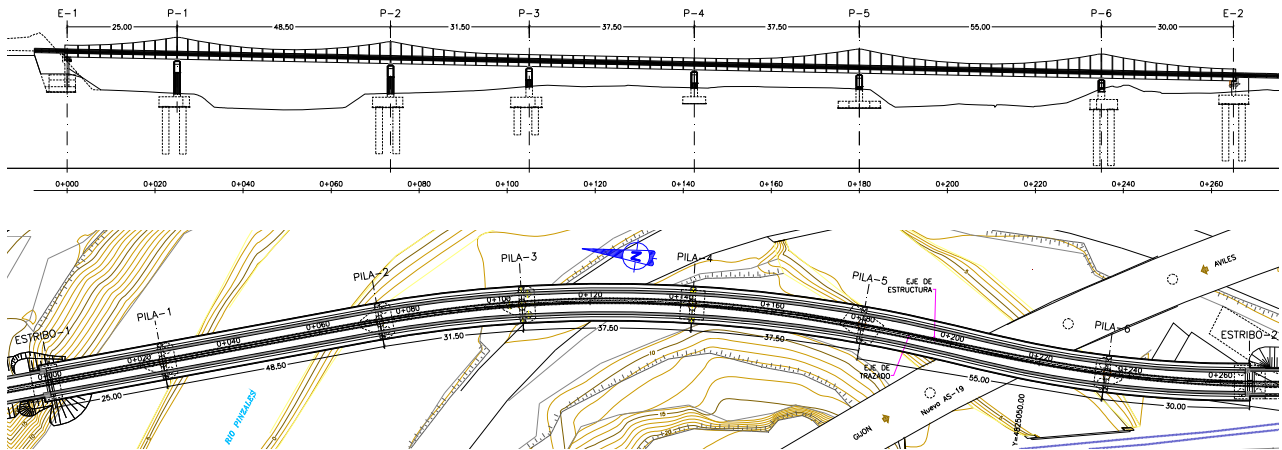 E-1 P-1 P-2 P-3 P-4 P-5 P-6 E-2
25.00 48.50 31.50 37.50 37.50 55.00 30.00
0+000 0+020 0+040 0+060 0+080 0+100 0+120 0+140 0+160 0+180 0+200 0+220 0+240 0+260
ESTRIBO-1
PILA-1
PILA-2
PILA-3
PILA-4
PILA-5
PILA-6
ESTRIBO-2
N
EJE DE
ESTRUCTURA
AVILES
0+000 0+020 0+040 0+060 0+080 0+100 0+120 0+140 0+160 0+180 0+200 0+220 0+240 0+260
25.00 48.50 31.50 37.50 37.50 55.00 30.00
EJE DE
TRAZADO
RIO PINZALES
GIJON
Nueva AS-19
Y=4825050.00